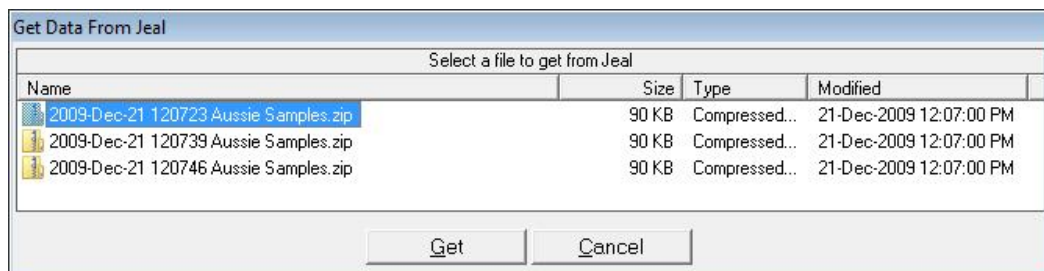 Get Data From Jeal
Select a file to get from Jeal
Name Size Type Modified
2009-Dec-21 120723 Aussie Samples.zip 90 KB Compressed... 21-Dec-2009 12:07:00 PM
2009-Dec-21 120739 Aussie Samples.zip 90 KB Compressed... 21-Dec-2009 12:07:00 PM
2009-Dec-21 120746 Aussie Samples.zip 90 KB Compressed... 21-Dec-2009 12:07:00 PM
Get Cancel